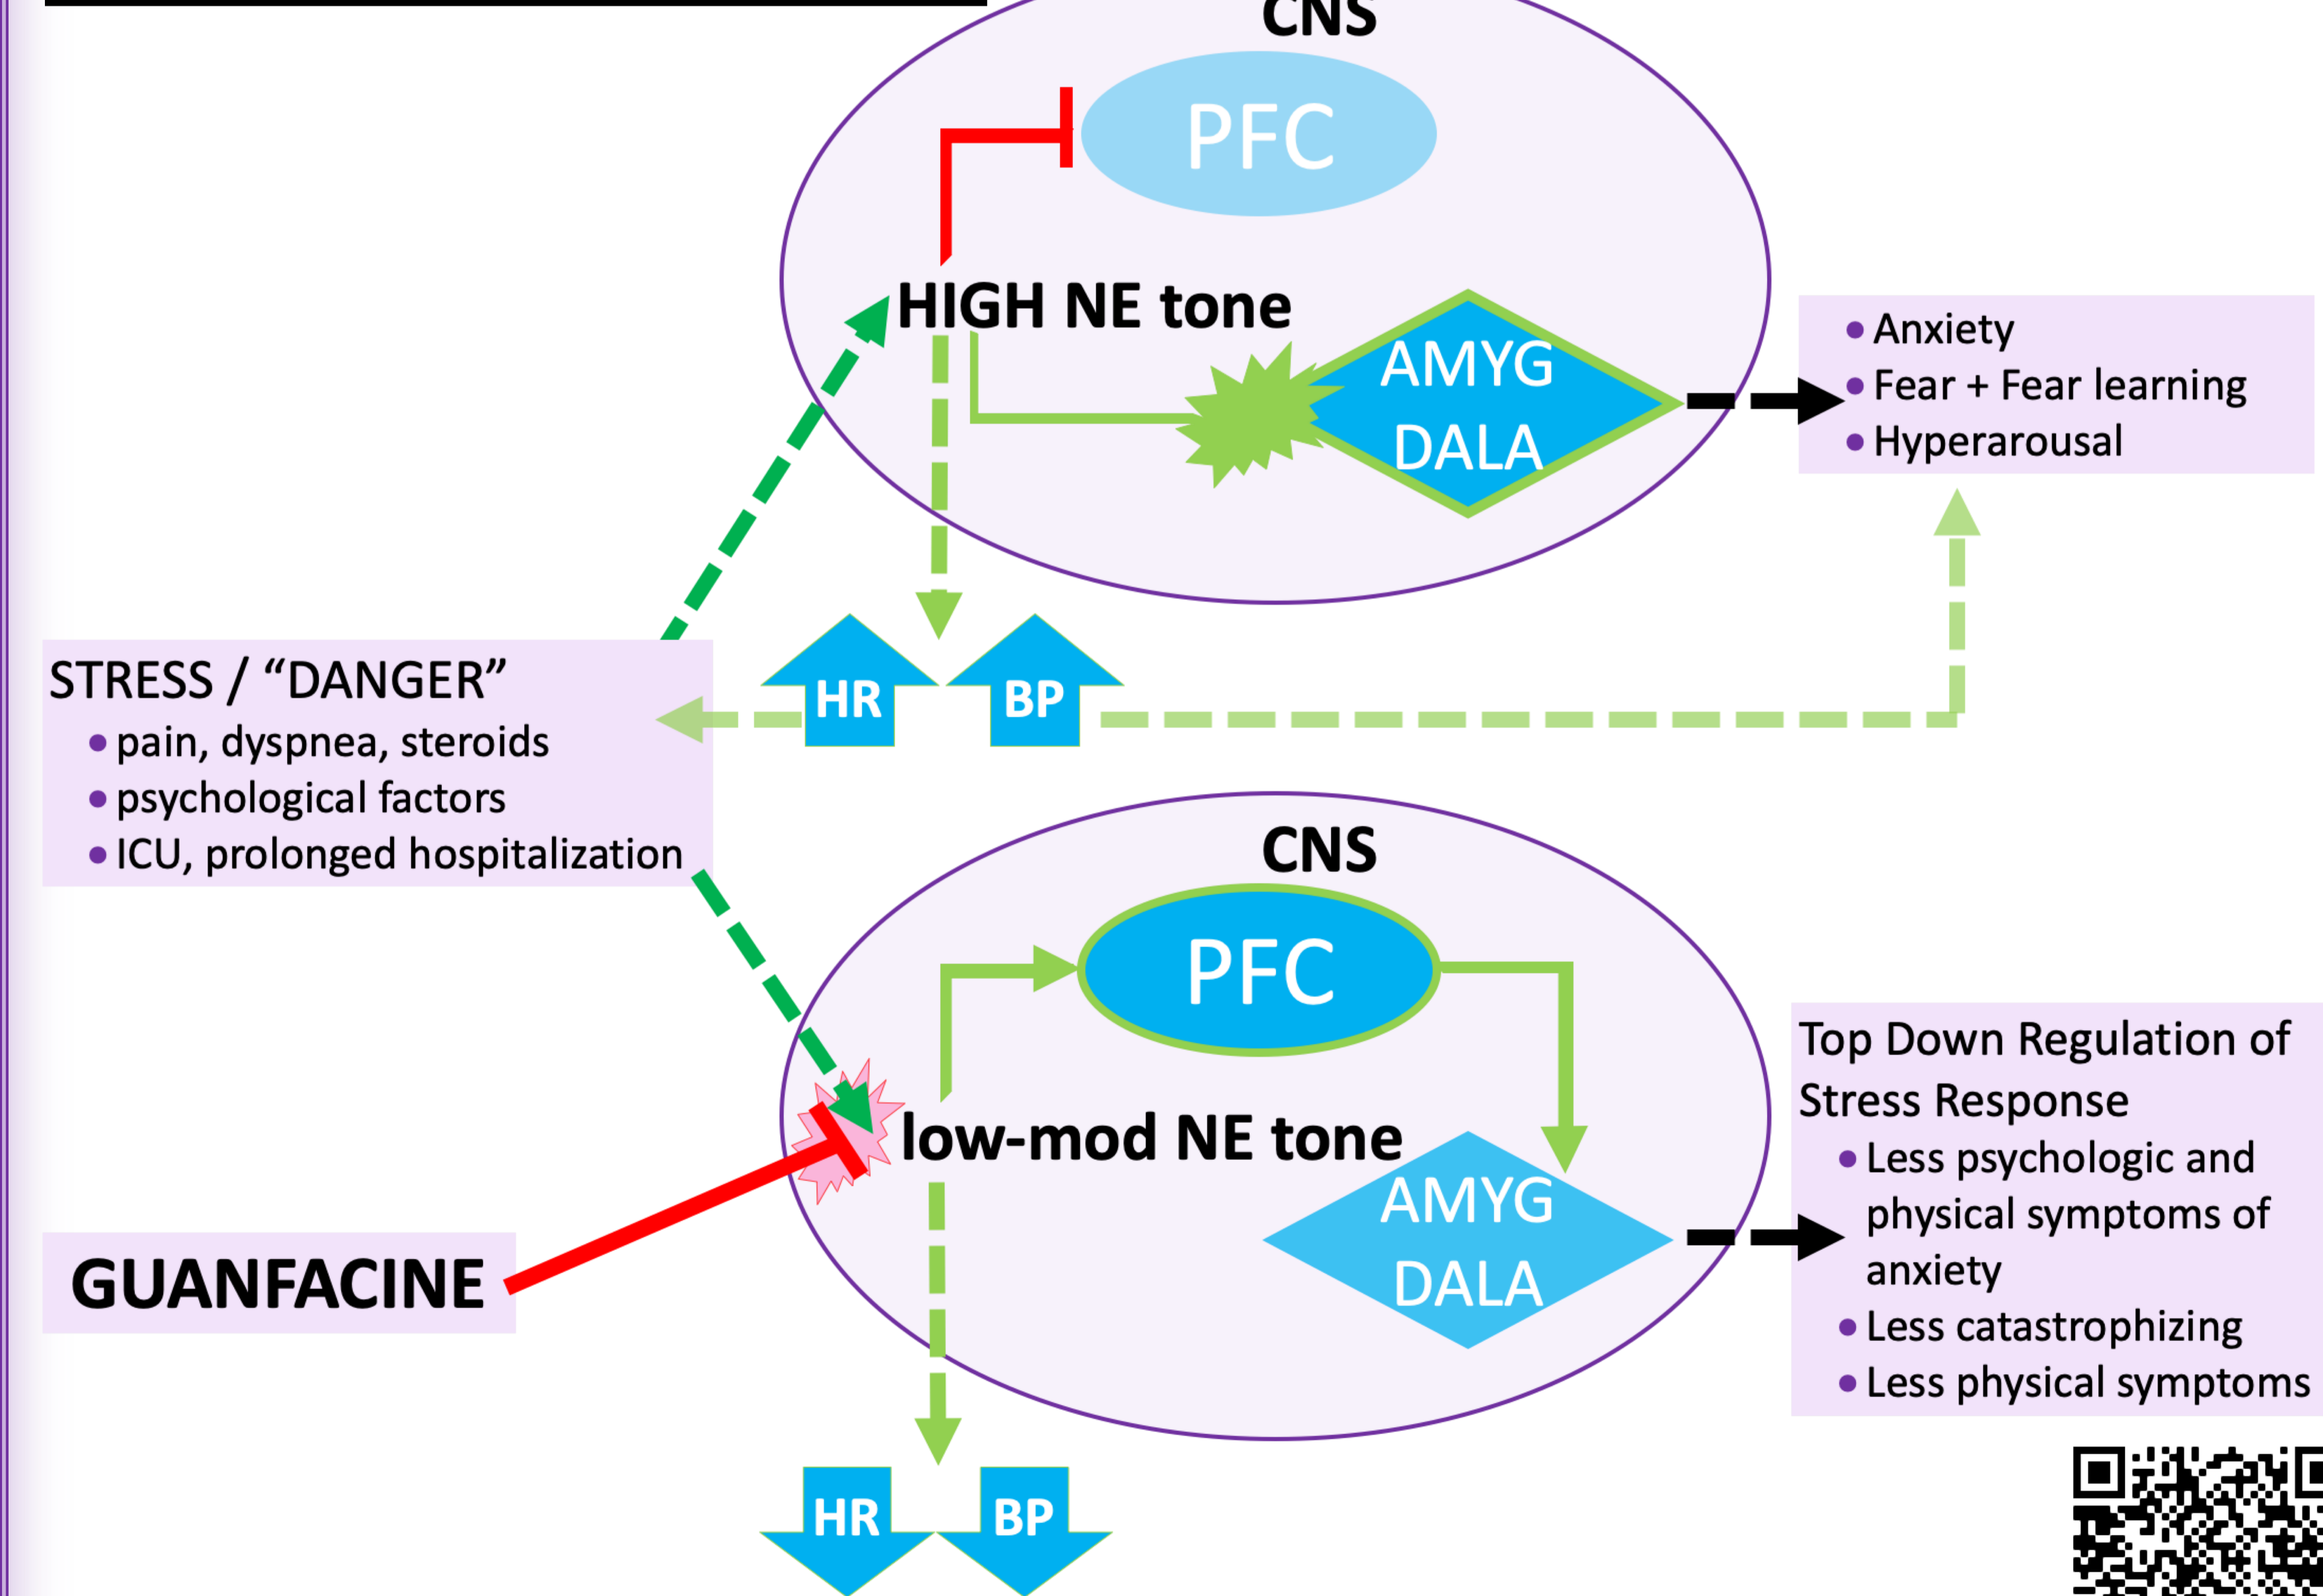 CNS
PFC
HIGH NE tone
AMYG
DALA
• Anxiety
• Fear + Fear learning
• Hyperarousal
STRESS / “DANGER”
• pain, dyspnea, steroids
• psychological factors
• ICU, prolonged hospitalization
HR
BP
CNS
PFC
low-mod NE tone
AMYG
DALA
GUANFACINE
Top Down Regulation of
Stress Response
• Less psychologic and
physical symptoms of
anxiety
• Less catastrophizing
• Less physical symptoms
HR
BP